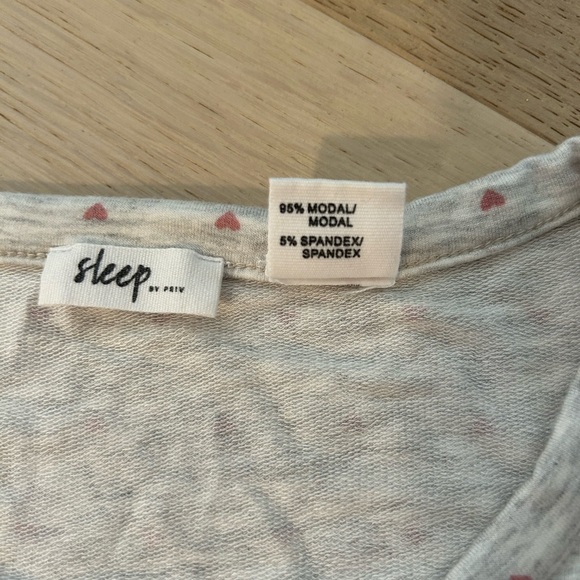 sleep BY PRIV
95% MODAL/
MODAL
5% SPANDEX/
SPANDEX